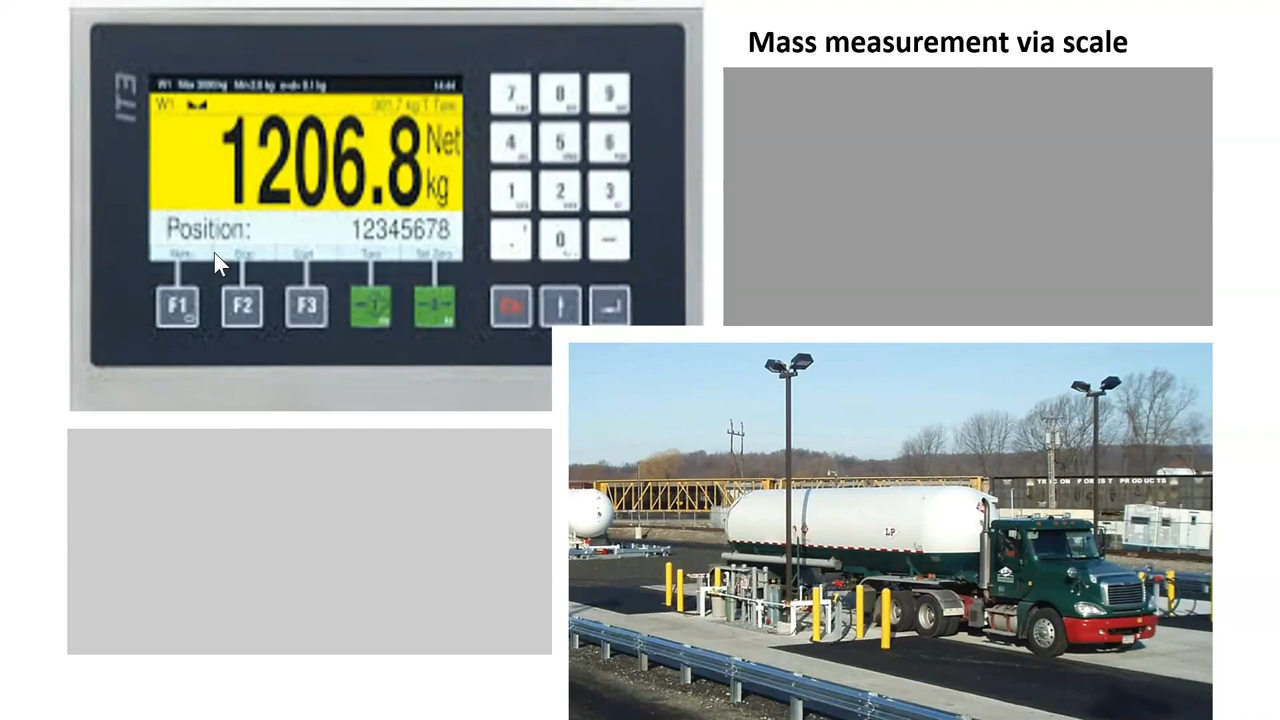 Mass measurement via scale
IT3
W1
1206.8
Net
kg
Position: 12345678
7 8 9
4 5 6
1 2 3
. 0 —
F1 F2 F3
LP